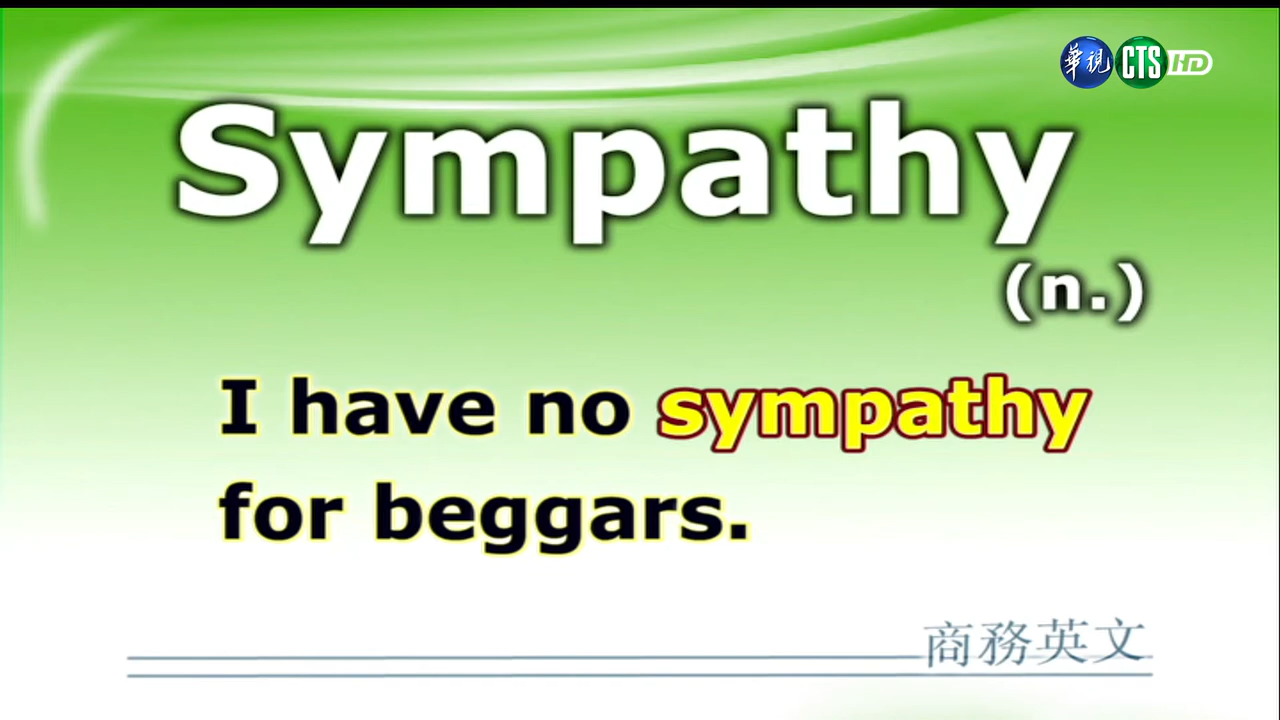 華視 CTS HD
Sympathy
(n.)
I have no sympathy
for beggars.
商務英文